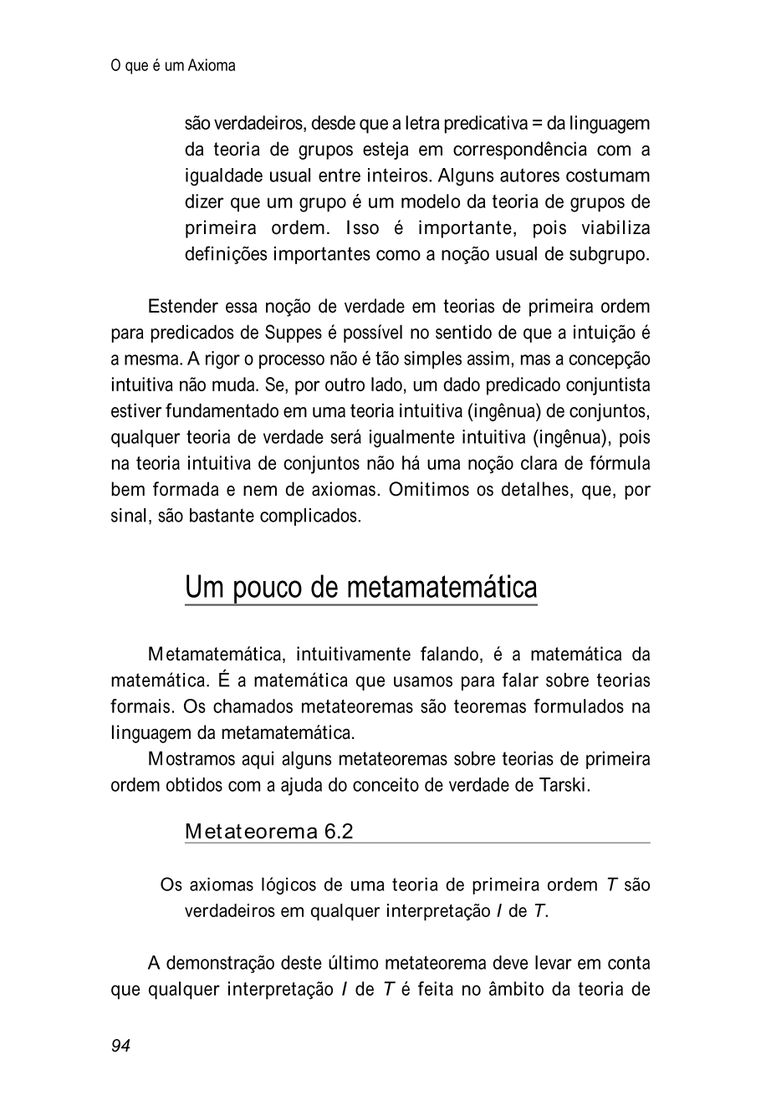 O que é um Axioma
são verdadeiros, desde que a letra predicativa = da linguagem
da teoria de grupos esteja em correspondência com a
igualdade usual entre inteiros. Alguns autores costumam
dizer que um grupo é um modelo da teoria de grupos de
primeira ordem. Isso é importante, pois viabiliza
definições importantes como a noção usual de subgrupo.
Estender essa noção de verdade em teorias de primeira ordem
para predicados de Suppes é possível no sentido de que a intuição é
a mesma. A rigor o processo não é tão simples assim, mas a concepção
intuitiva não muda. Se, por outro lado, um dado predicado conjuntista
estiver fundamentado em uma teoria intuitiva (ingênua) de conjuntos,
qualquer teoria de verdade será igualmente intuitiva (ingênua), pois
na teoria intuitiva de conjuntos não há uma noção clara de fórmula
bem formada e nem de axiomas. Omitimos os detalhes, que, por
sinal, são bastante complicados.
Um pouco de metamatemática
Metamatemática, intuitivamente falando, é a matemática da
matemática. É a matemática que usamos para falar sobre teorias
formais. Os chamados metateoremas são teoremas formulados na
linguagem da metamatemática.
Mostramos aqui alguns metateoremas sobre teorias de primeira
ordem obtidos com a ajuda do conceito de verdade de Tarski.
Metateorema 6.2
Os axiomas lógicos de uma teoria de primeira ordem T são
verdadeiros em qualquer interpretação I de T.
A demonstração deste último metateorema deve levar em conta
que qualquer interpretação I de T é feita no âmbito da teoria de
94